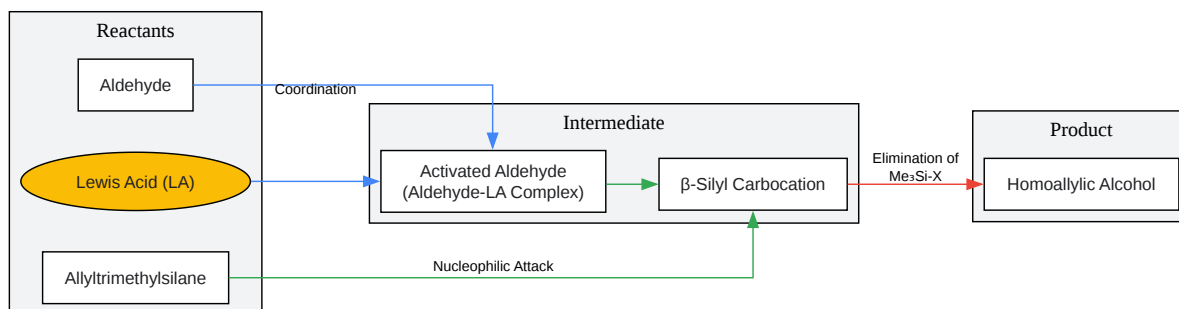 Reactants
Aldehyde
Coordination
Lewis Acid (LA)
Allyltrimethylsilane
Nucleophilic Attack
Intermediate
Activated Aldehyde
(Aldehyde-LA Complex)
β-Silyl Carbocation
Elimination of
Me₃Si-X
Product
Homoallylic Alcohol